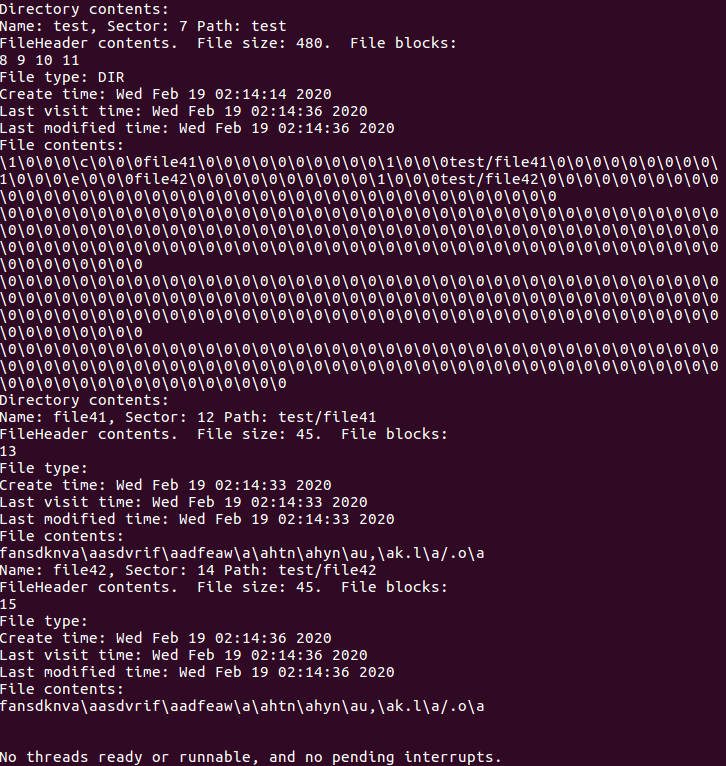 Directory contents:
Name: test, Sector: 7 Path: test
FileHeader contents.  File size: 480.  File blocks:
8 9 10 11
File type: DIR
Create time: Wed Feb 19 02:14:14 2020
Last visit time: Wed Feb 19 02:14:36 2020
Last modified time: Wed Feb 19 02:14:36 2020
File contents:
\1\0\0\0\c\0\0\0file41\0\0\0\0\0\0\0\0\0\0\1\0\0\0test/file41\0\0\0\0\0\0\0\0\0\
1\0\0\0\e\0\0\0file42\0\0\0\0\0\0\0\0\0\0\1\0\0\0test/file42\0\0\0\0\0\0\0\0\0\0
\0\0\0\0\0\0\0\0\0\0\0\0\0\0\0\0\0\0\0\0\0\0\0\0\0\0\0\0\0\0\0
\0\0\0\0\0\0\0\0\0\0\0\0\0\0\0\0\0\0\0\0\0\0\0\0\0\0\0\0\0\0\0\0\0\0\0\0\0\0\0\0
\0\0\0\0\0\0\0\0\0\0\0\0\0\0\0\0\0\0\0\0\0\0\0\0\0\0\0\0\0\0\0\0\0\0\0\0\0\0\0\0
\0\0\0\0\0\0\0\0\0\0\0\0\0\0\0\0\0\0\0\0\0\0\0\0\0\0\0\0\0\0\0\0\0\0\0\0\0\0\0\0
\0\0\0\0\0\0\0\0
\0\0\0\0\0\0\0\0\0\0\0\0\0\0\0\0\0\0\0\0\0\0\0\0\0\0\0\0\0\0\0\0\0\0\0\0\0\0\0\0
\0\0\0\0\0\0\0\0\0\0\0\0\0\0\0\0\0\0\0\0\0\0\0\0\0\0\0\0\0\0\0\0\0\0\0\0\0\0\0\0
\0\0\0\0\0\0\0\0\0\0\0\0\0\0\0\0\0\0\0\0\0\0\0\0\0\0\0\0\0\0\0\0\0\0\0\0\0\0\0\0
\0\0\0\0\0\0\0\0
\0\0\0\0\0\0\0\0\0\0\0\0\0\0\0\0\0\0\0\0\0\0\0\0\0\0\0\0\0\0\0\0\0\0\0\0\0\0\0\0
\0\0\0\0\0\0\0\0\0\0\0\0\0\0\0\0\0\0\0\0\0\0\0\0\0\0\0\0\0\0\0\0\0\0\0\0\0\0\0\0
\0\0\0\0\0\0\0\0\0\0\0\0\0\0\0\0
Directory contents:
Name: file41, Sector: 12 Path: test/file41
FileHeader contents.  File size: 45.  File blocks:
13
File type:
Create time: Wed Feb 19 02:14:33 2020
Last visit time: Wed Feb 19 02:14:33 2020
Last modified time: Wed Feb 19 02:14:33 2020
File contents:
fansdknva\aasdvrif\aadfeaw\a\ahtn\ahyn\au,\ak.l\a/.o\a
Name: file42, Sector: 14 Path: test/file42
FileHeader contents.  File size: 45.  File blocks:
15
File type:
Create time: Wed Feb 19 02:14:36 2020
Last visit time: Wed Feb 19 02:14:36 2020
Last modified time: Wed Feb 19 02:14:36 2020
File contents:
fansdknva\aasdvrif\aadfeaw\a\ahtn\ahyn\au,\ak.l\a/.o\a
No threads ready or runnable, and no pending interrupts.